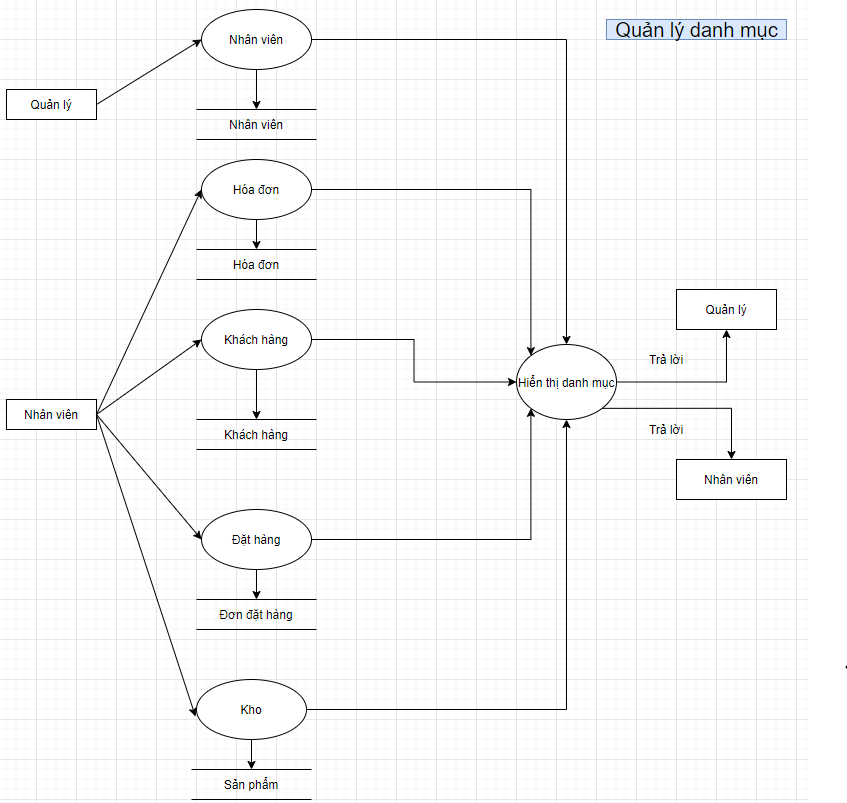 Quản lý danh mục
Nhân viên
Quản lý
Nhân viên
Hóa đơn
Hóa đơn
Quản lý
Khách hàng
Trả lời
Hiển thị danh mục
Nhân viên
Trả lời
Khách hàng
Nhân viên
Đặt hàng
Đơn đặt hàng
Kho
Sản phẩm